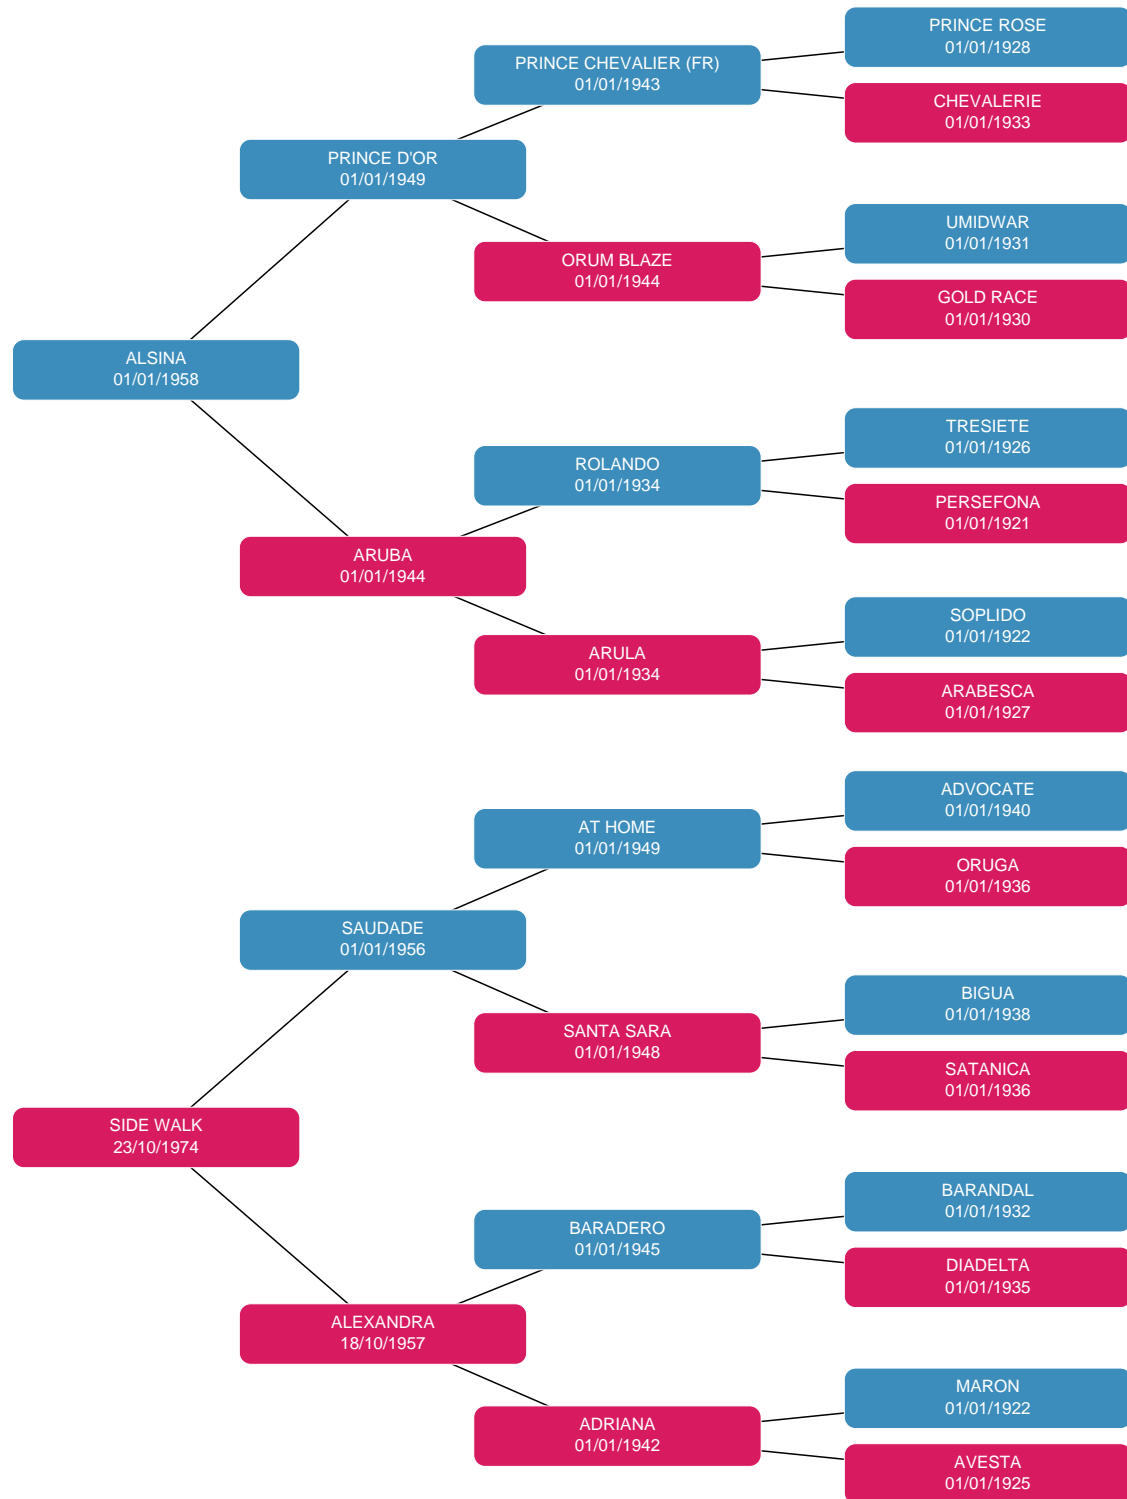 PRINCE ROSE
01/01/1928
PRINCE CHEVALIER (FR)
01/01/1943
CHEVALERIE
01/01/1933
PRINCE D'OR
01/01/1949
UMIDWAR
01/01/1931
ORUM BLAZE
01/01/1944
GOLD RACE
01/01/1930
ALSINA
01/01/1958
TRESIETE
01/01/1926
ROLANDO
01/01/1934
PERSEFONA
01/01/1921
ARUBA
01/01/1944
SOPLIDO
01/01/1922
ARULA
01/01/1934
ARABESCA
01/01/1927
ADVOCATE
01/01/1940
AT HOME
01/01/1949
ORUGA
01/01/1936
SAUDADE
01/01/1956
BIGUA
01/01/1938
SANTA SARA
01/01/1948
SATANICA
01/01/1936
SIDE WALK
23/10/1974
BARANDAL
01/01/1932
BARADERO
01/01/1945
DIADELTA
01/01/1935
ALEXANDRA
18/10/1957
MARON
01/01/1922
ADRIANA
01/01/1942
AVESTA
01/01/1925